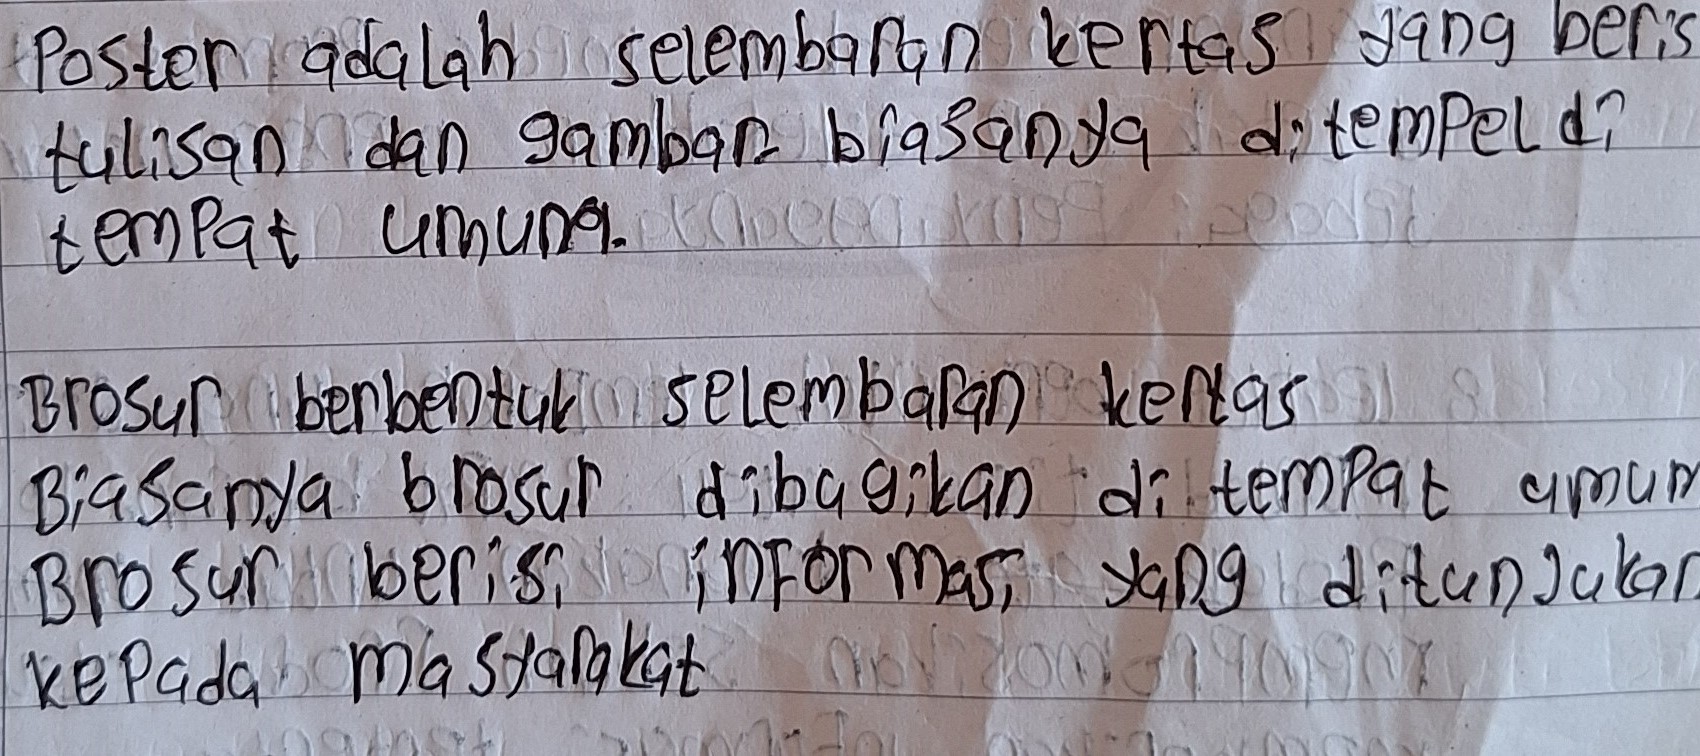 Poster adalah selembaran kertas yang beris
tulisan dan gambar biasanya ditempel di
tempat umum.
Brosur berbentuk selembaran kertas
Biasanya brosur dibagikan di tempat umum
Brosur berisi informasi yang ditunjukan
kepada masyarakat